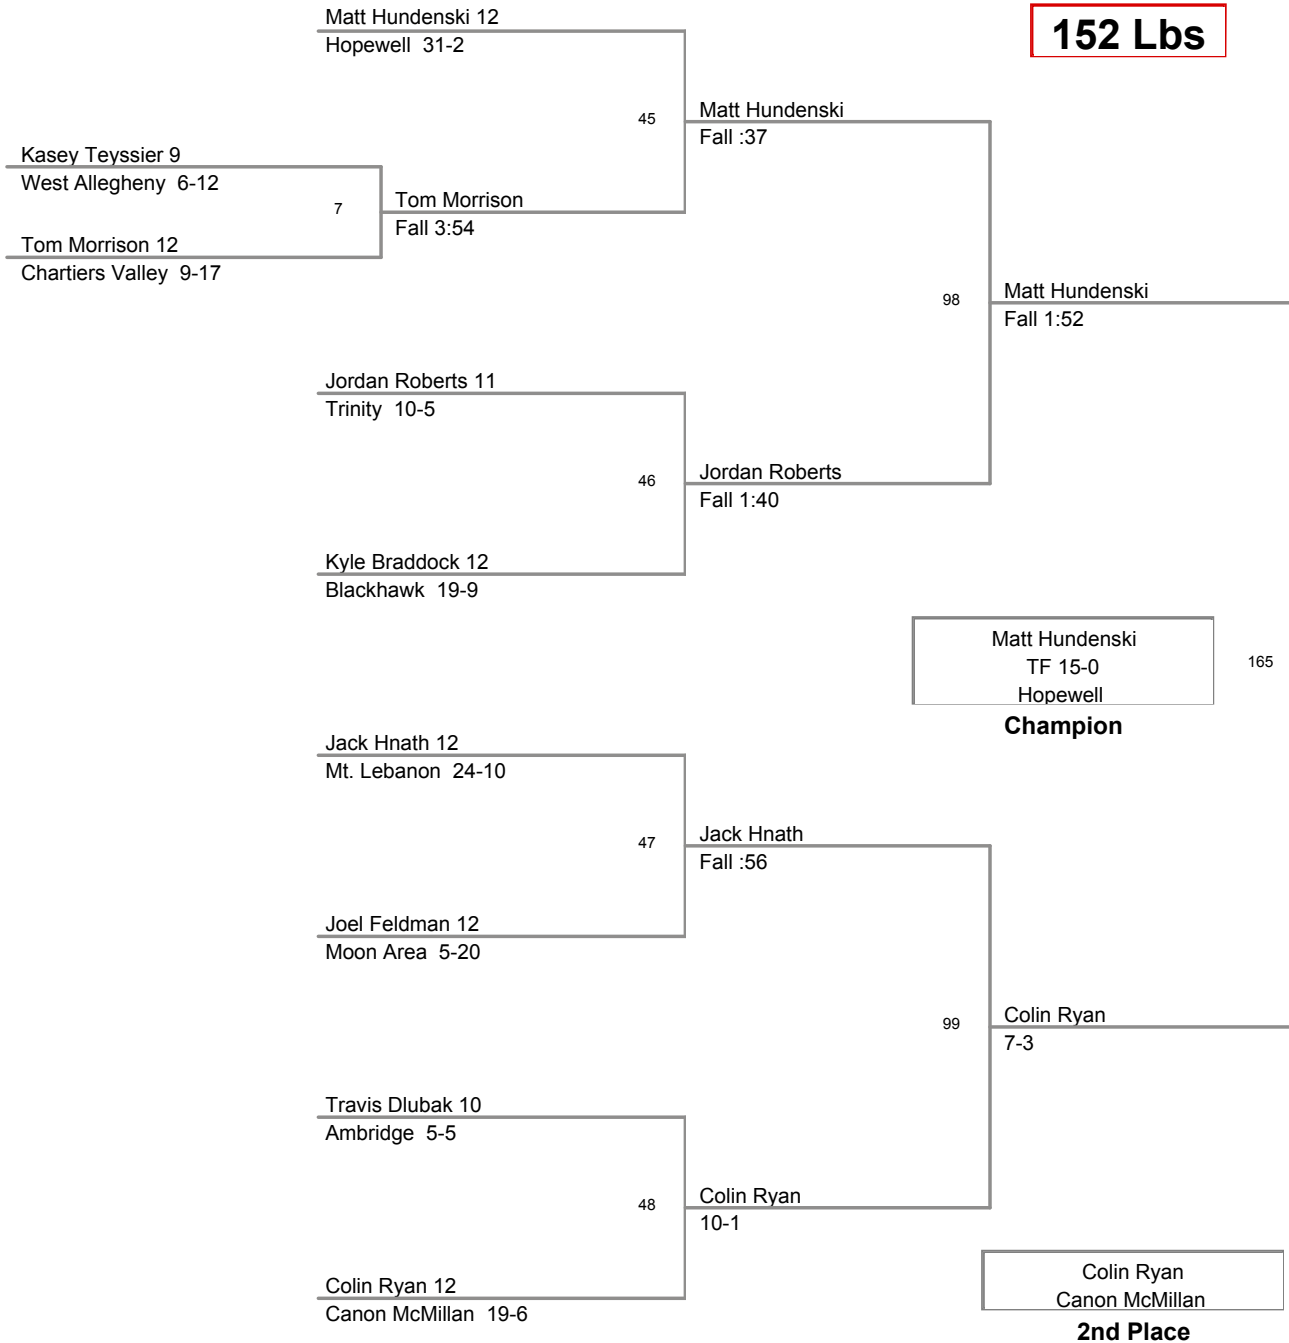 Matt Hundenski 12
Hopewell 31-2
152 Lbs
45
Matt Hundenski
Fall :37
Kasey Teyssier 9
West Allegheny 6-12
7
Tom Morrison
Fall 3:54
Tom Morrison 12
Chartiers Valley 9-17
98
Matt Hundenski
Fall 1:52
Jordan Roberts 11
Trinity 10-5
46
Jordan Roberts
Fall 1:40
Kyle Braddock 12
Blackhawk 19-9
Matt Hundenski
TF 15-0
Hopewell
165
Champion
Jack Hnath 12
Mt. Lebanon 24-10
47
Jack Hnath
Fall :56
Joel Feldman 12
Moon Area 5-20
99
Colin Ryan
7-3
Travis Dlubak 10
Ambridge 5-5
48
Colin Ryan
10-1
Colin Ryan 12
Canon McMillan 19-6
Colin Ryan
Canon McMillan
2nd Place